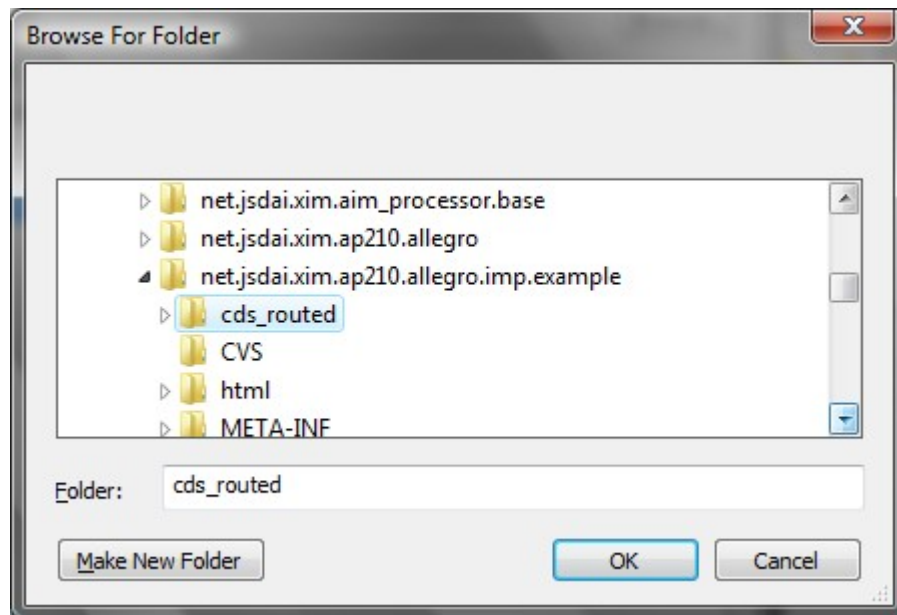 Browse For Folder
net.jsdai.xim.aim_processor.base
net.jsdai.xim.ap210.allegro
net.jsdai.xim.ap210.allegro.imp.example
cds_routed
CVS
html
META-INF
Folder: cds_routed
Make New Folder OK Cancel